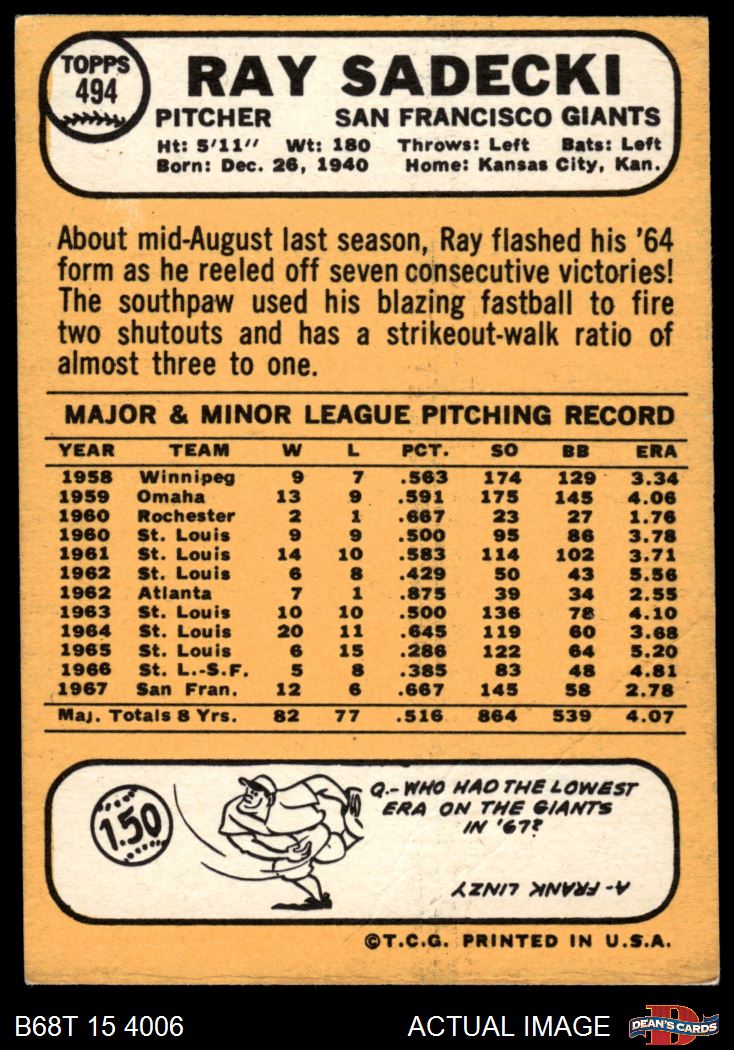 TOPPS
494
RAY SADECKI
PITCHER SAN FRANCISCO GIANTS
Ht: 5'11" Wt: 180 Throws: Left Bats: Left
Born: Dec. 26, 1940 Home: Kansas City, Kan.
About mid-August last season, Ray flashed his '64
form as he reeled off seven consecutive victories!
The southpaw used his blazing fastball to fire
two shutouts and has a strikeout-walk ratio of
almost three to one.
MAJOR & MINOR LEAGUE PITCHING RECORD
YEAR TEAM W L PCT. SO BB ERA
1958 Winnipeg 9 7 .563 174 129 3.34
1959 Omaha 13 9 .591 175 145 4.06
1960 Rochester 2 1 .667 23 27 1.76
1960 St. Louis 9 9 .500 95 86 3.78
1961 St. Louis 14 10 .583 114 102 3.71
1962 St. Louis 6 8 .429 50 43 5.56
1962 Atlanta 7 1 .875 39 34 2.55
1963 St. Louis 10 10 .500 136 78 4.10
1964 St. Louis 20 11 .645 119 60 3.68
1965 St. Louis 6 15 .286 122 64 5.20
1966 St. L.-S.F. 5 8 .385 83 48 4.81
1967 San Fran. 12 6 .667 145 58 2.78
Maj. Totals 8 Yrs. 82 77 .516 864 539 4.07
1.50
Q.- WHO HAD THE LOWEST
ERA ON THE GIANTS
IN '67?
A- FRANK LINZY
©T.C.G. PRINTED IN U.S.A.
B68T 15 4006 ACTUAL IMAGE
D
DEAN'S CARDS